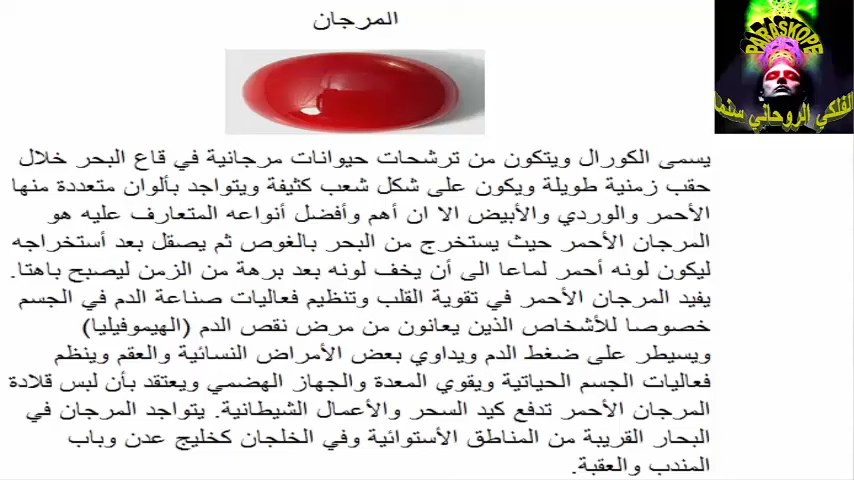 المرجان
PARASKOPE
الفلكي الروحاني سنما
يسمى الكورال ويتكون من ترشحات حيوانات مرجانية في قاع البحر خلال
حقب زمنية طويلة ويكون على شكل شعب كثيفة ويتواجد بألوان متعددة منها
الأحمر والوردي والأبيض الا ان أهم وأفضل أنواعه المتعارف عليه هو
المرجان الأحمر حيث يستخرج من البحر بالغوص ثم يصقل بعد أستخراجه
ليكون لونه أحمر لماعا الى أن يخف لونه بعد برهة من الزمن ليصبح باهتا.
يفيد المرجان الأحمر في تقوية القلب وتنظيم فعاليات صناعة الدم في الجسم
خصوصا للأشخاص الذين يعانون من مرض نقص الدم (الهيموفيليا)
ويسيطر على ضغط الدم ويداوي بعض الأمراض النسائية والعقم وينظم
فعاليات الجسم الحياتية ويقوي المعدة والجهاز الهضمي ويعتقد بأن لبس قلادة
المرجان الأحمر تدفع كيد السحر والأعمال الشيطانية. يتواجد المرجان في
البحار القريبة من المناطق الأستوائية وفي الخلجان كخليج عدن وباب
المندب والعقبة.